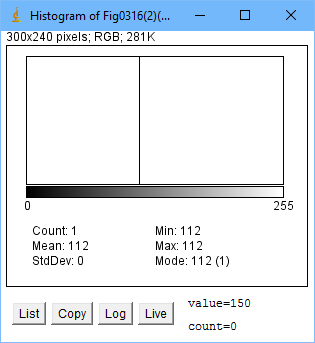 Histogram of Fig0316(2)(...
300x240 pixels; RGB; 281K
0 255
Count: 1 Min: 112
Mean: 112 Max: 112
StdDev: 0 Mode: 112 (1)
List Copy Log Live value=150
count=0